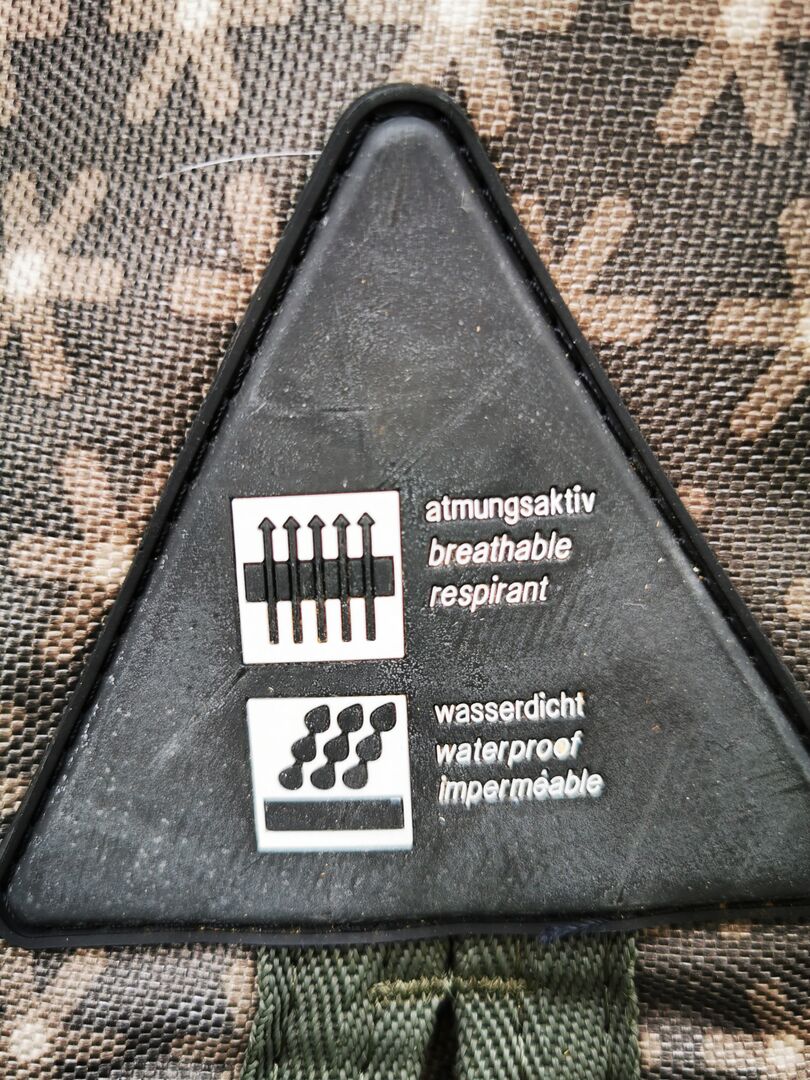 atmungsaktiv
breathable
respirant
wasserdicht
waterproof
imperméable